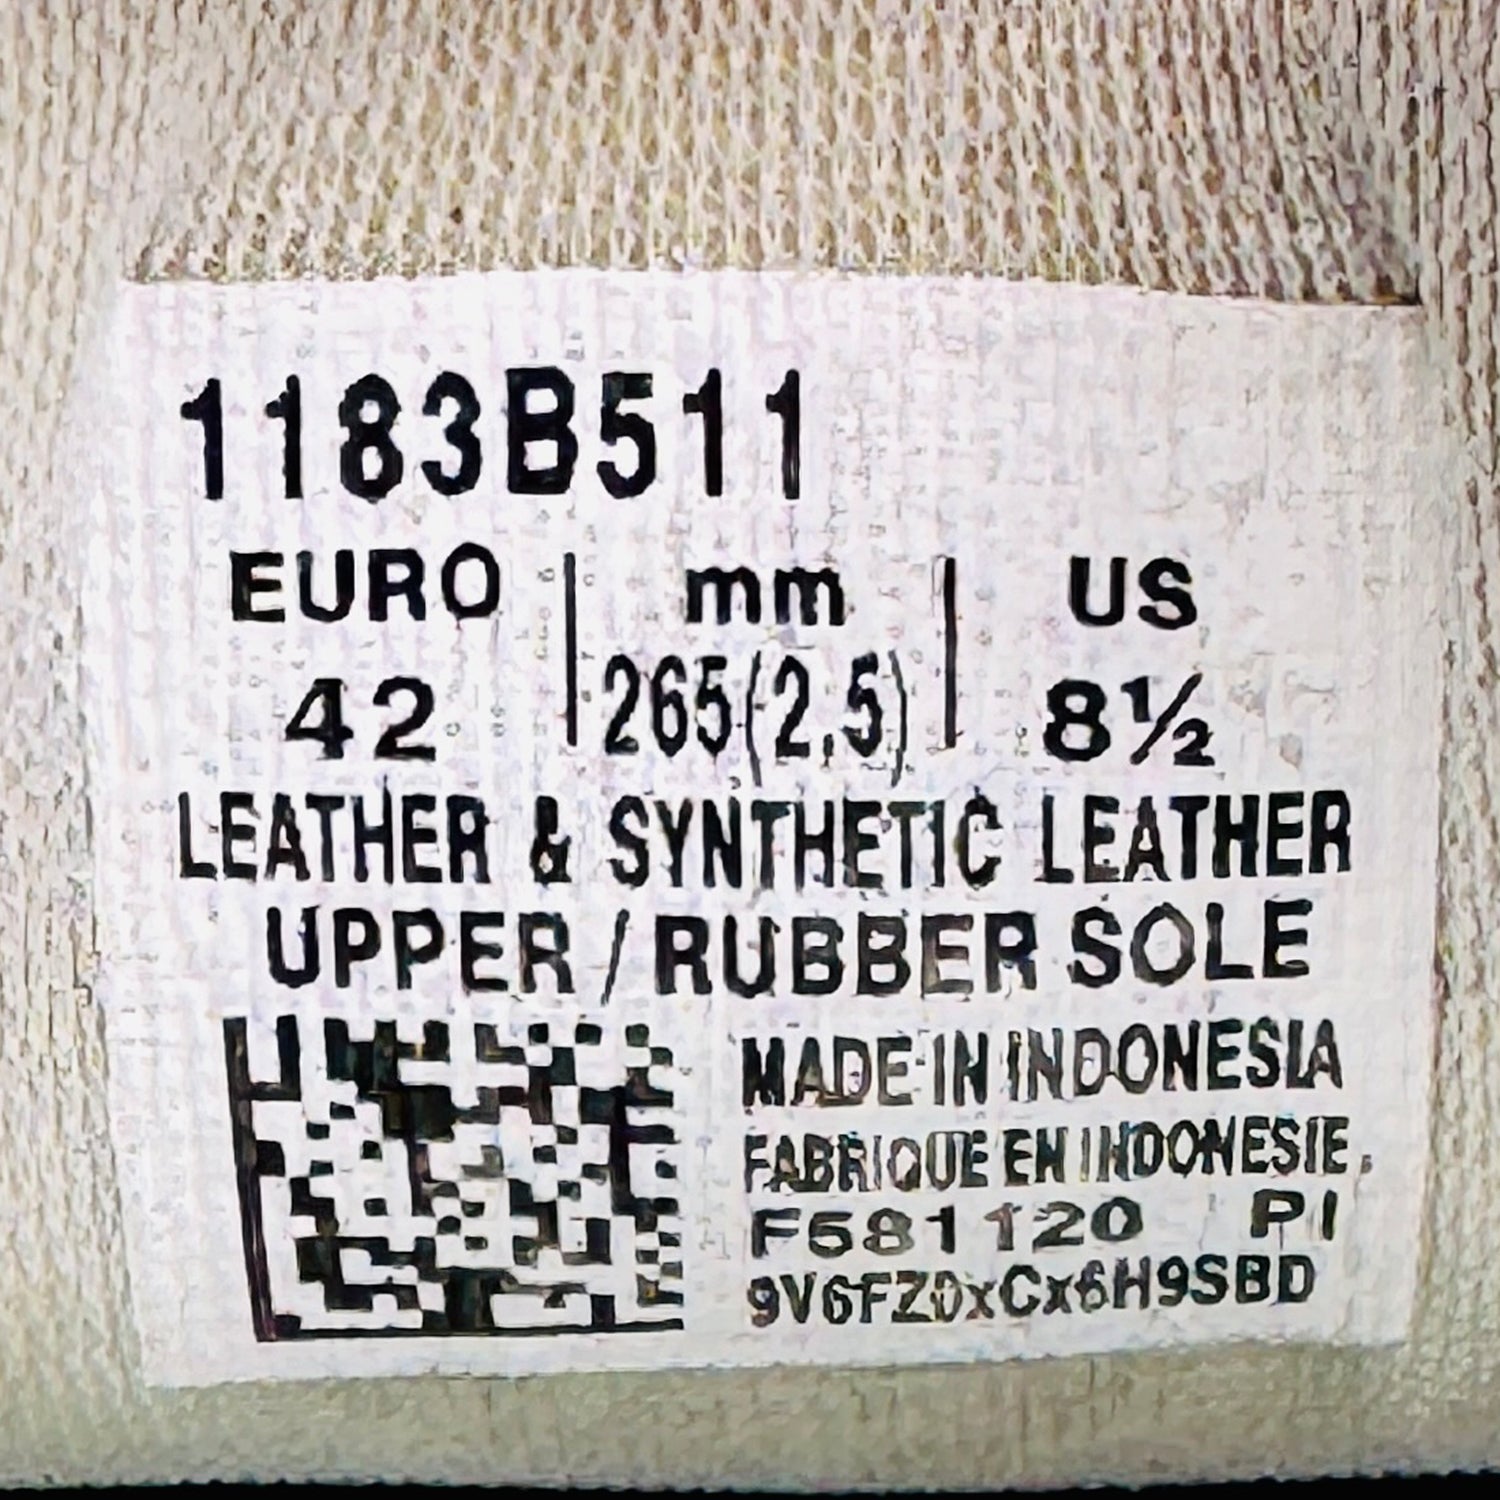 1183B511
EURO | mm | US
42 | 265(2.5) | 8½
LEATHER & SYNTHETIC LEATHER
UPPER / RUBBER SOLE
MADE IN INDONESIA
FABRIQUE EN INDONESIE.
F581120 PI
9V6FZ0xCx6H9SBD